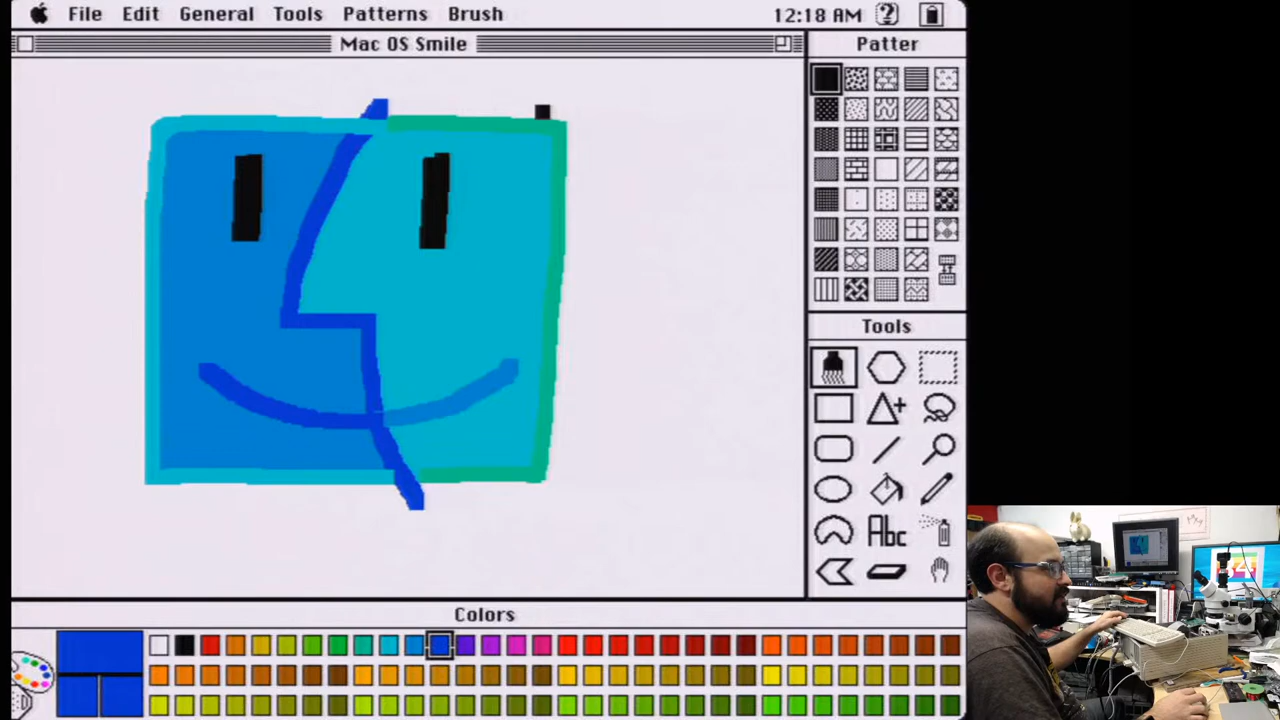 File Edit General Tools Patterns Brush 12:18 AM
Mac OS Smile
Patter
Tools
Abc
Colors